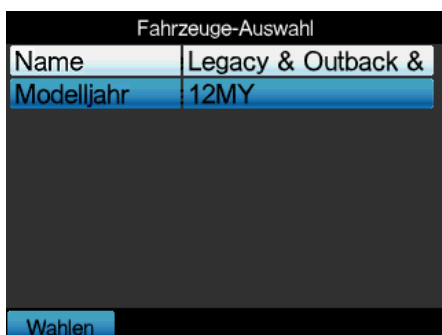 Fahrzeuge-Auswahl
Name Legacy & Outback &
Modelljahr 12MY
Wahlen